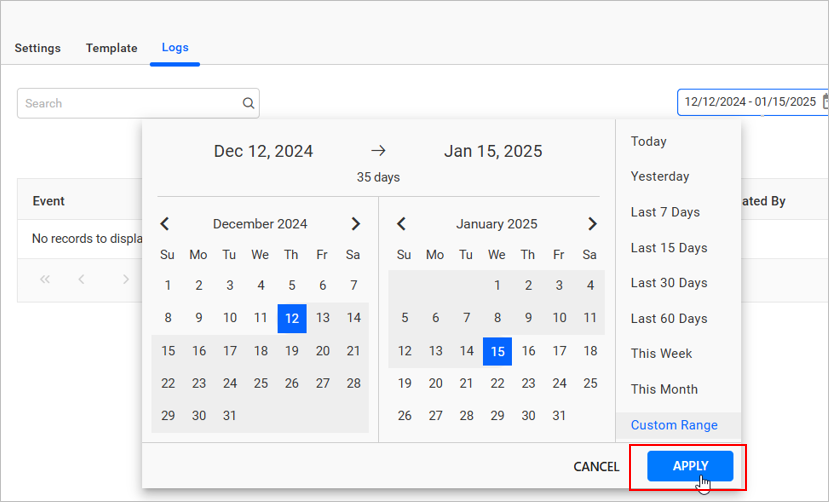 Settings Template Logs
Search
12/12/2024 - 01/15/2025
Dec 12, 2024 → Jan 15, 2025
35 days
Today
Yesterday
Last 7 Days
Last 15 Days
Last 30 Days
Last 60 Days
This Week
This Month
Custom Range
Event
ated By
No records to displa
December 2024
Su Mo Tu We Th Fr Sa
1 2 3 4 5 6 7
8 9 10 11 12 13 14
15 16 17 18 19 20 21
22 23 24 25 26 27 28
29 30 31
January 2025
Su Mo Tu We Th Fr Sa
1 2 3 4
5 6 7 8 9 10 11
12 13 14 15 16 17 18
19 20 21 22 23 24 25
26 27 28 29 30 31
CANCEL APPLY